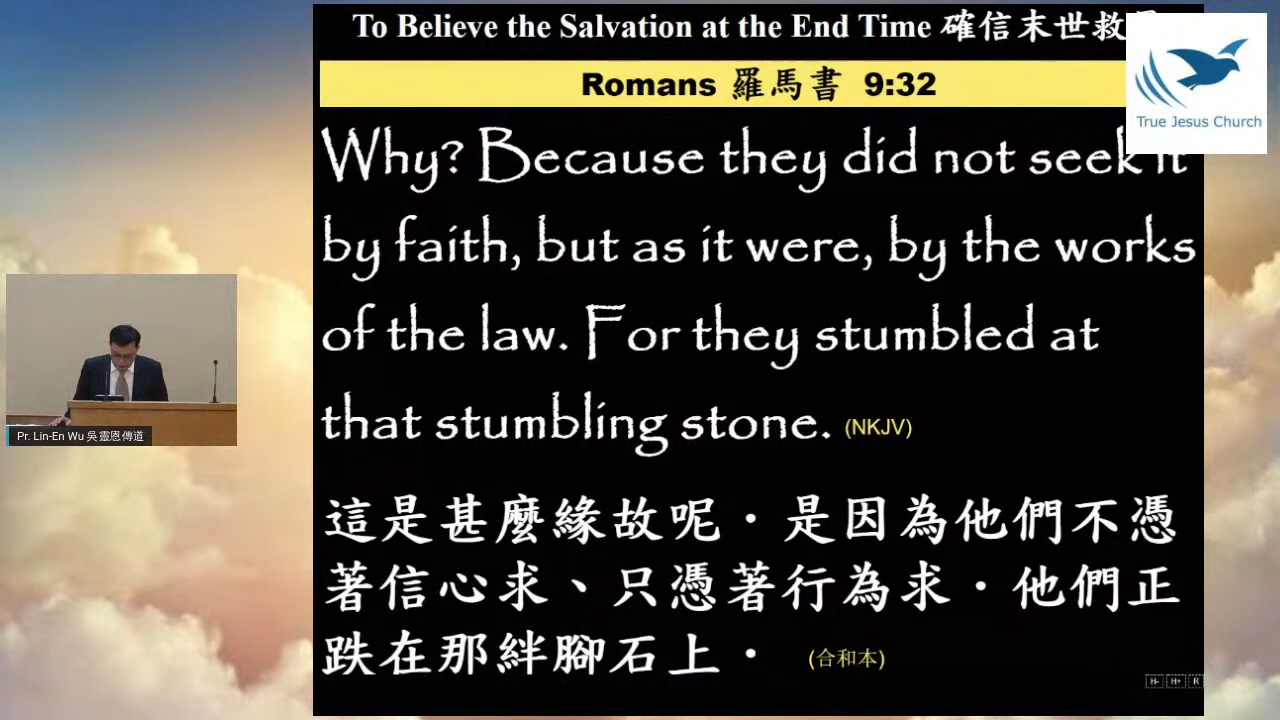 To Believe the Salvation at the End Time 確信末世救
Romans 羅馬書 9:32
True Jesus Church
Why? Because they did not seek it
by faith, but as it were, by the works
of the law. For they stumbled at
that stumbling stone. (NKJV)
這是甚麼緣故呢．是因為他們不憑
著信心求、只憑著行為求．他們正
跌在那絆腳石上． (合和本)
Pr. Lin-En Wu 吳靈恩傳道
H- H+ R